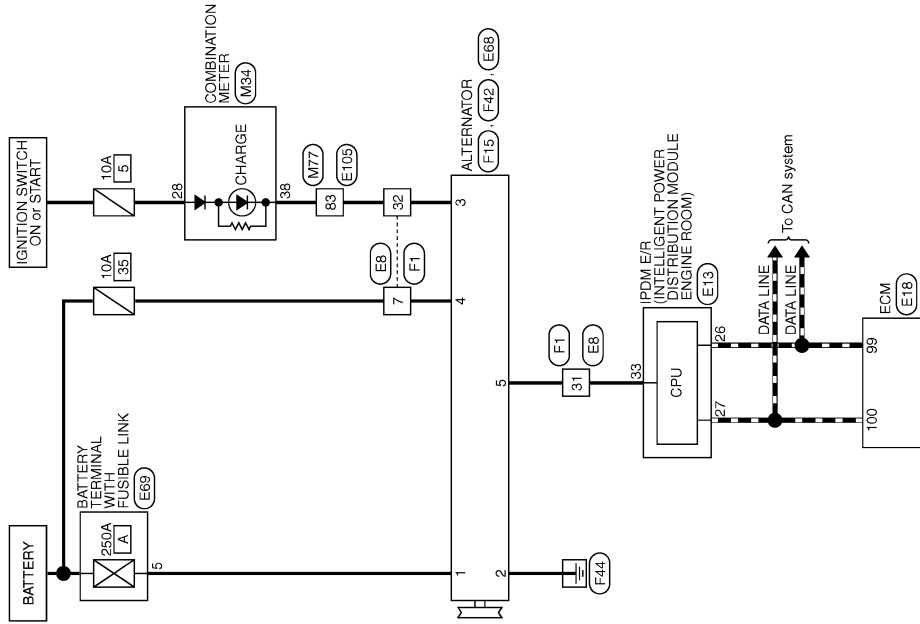 BATTERY
IGNITION SWITCH
ON or START
BATTERY
TERMINAL
WITH
FUSIBLE LINK
E69
250A
A
5
10A
35
10A
5
28
COMBINATION
METER
M34
CHARGE
38
83
M77
E105
32
7
E8
F1
1
4
3
ALTERNATOR
F15 , F42 , E68
2
5
F44
31
F1
E8
33
IPDM E/R
(INTELLIGENT POWER
DISTRIBUTION MODULE
ENGINE ROOM)
E13
CPU
27
26
DATA LINE
DATA LINE
To CAN system
100
99
ECM
E18